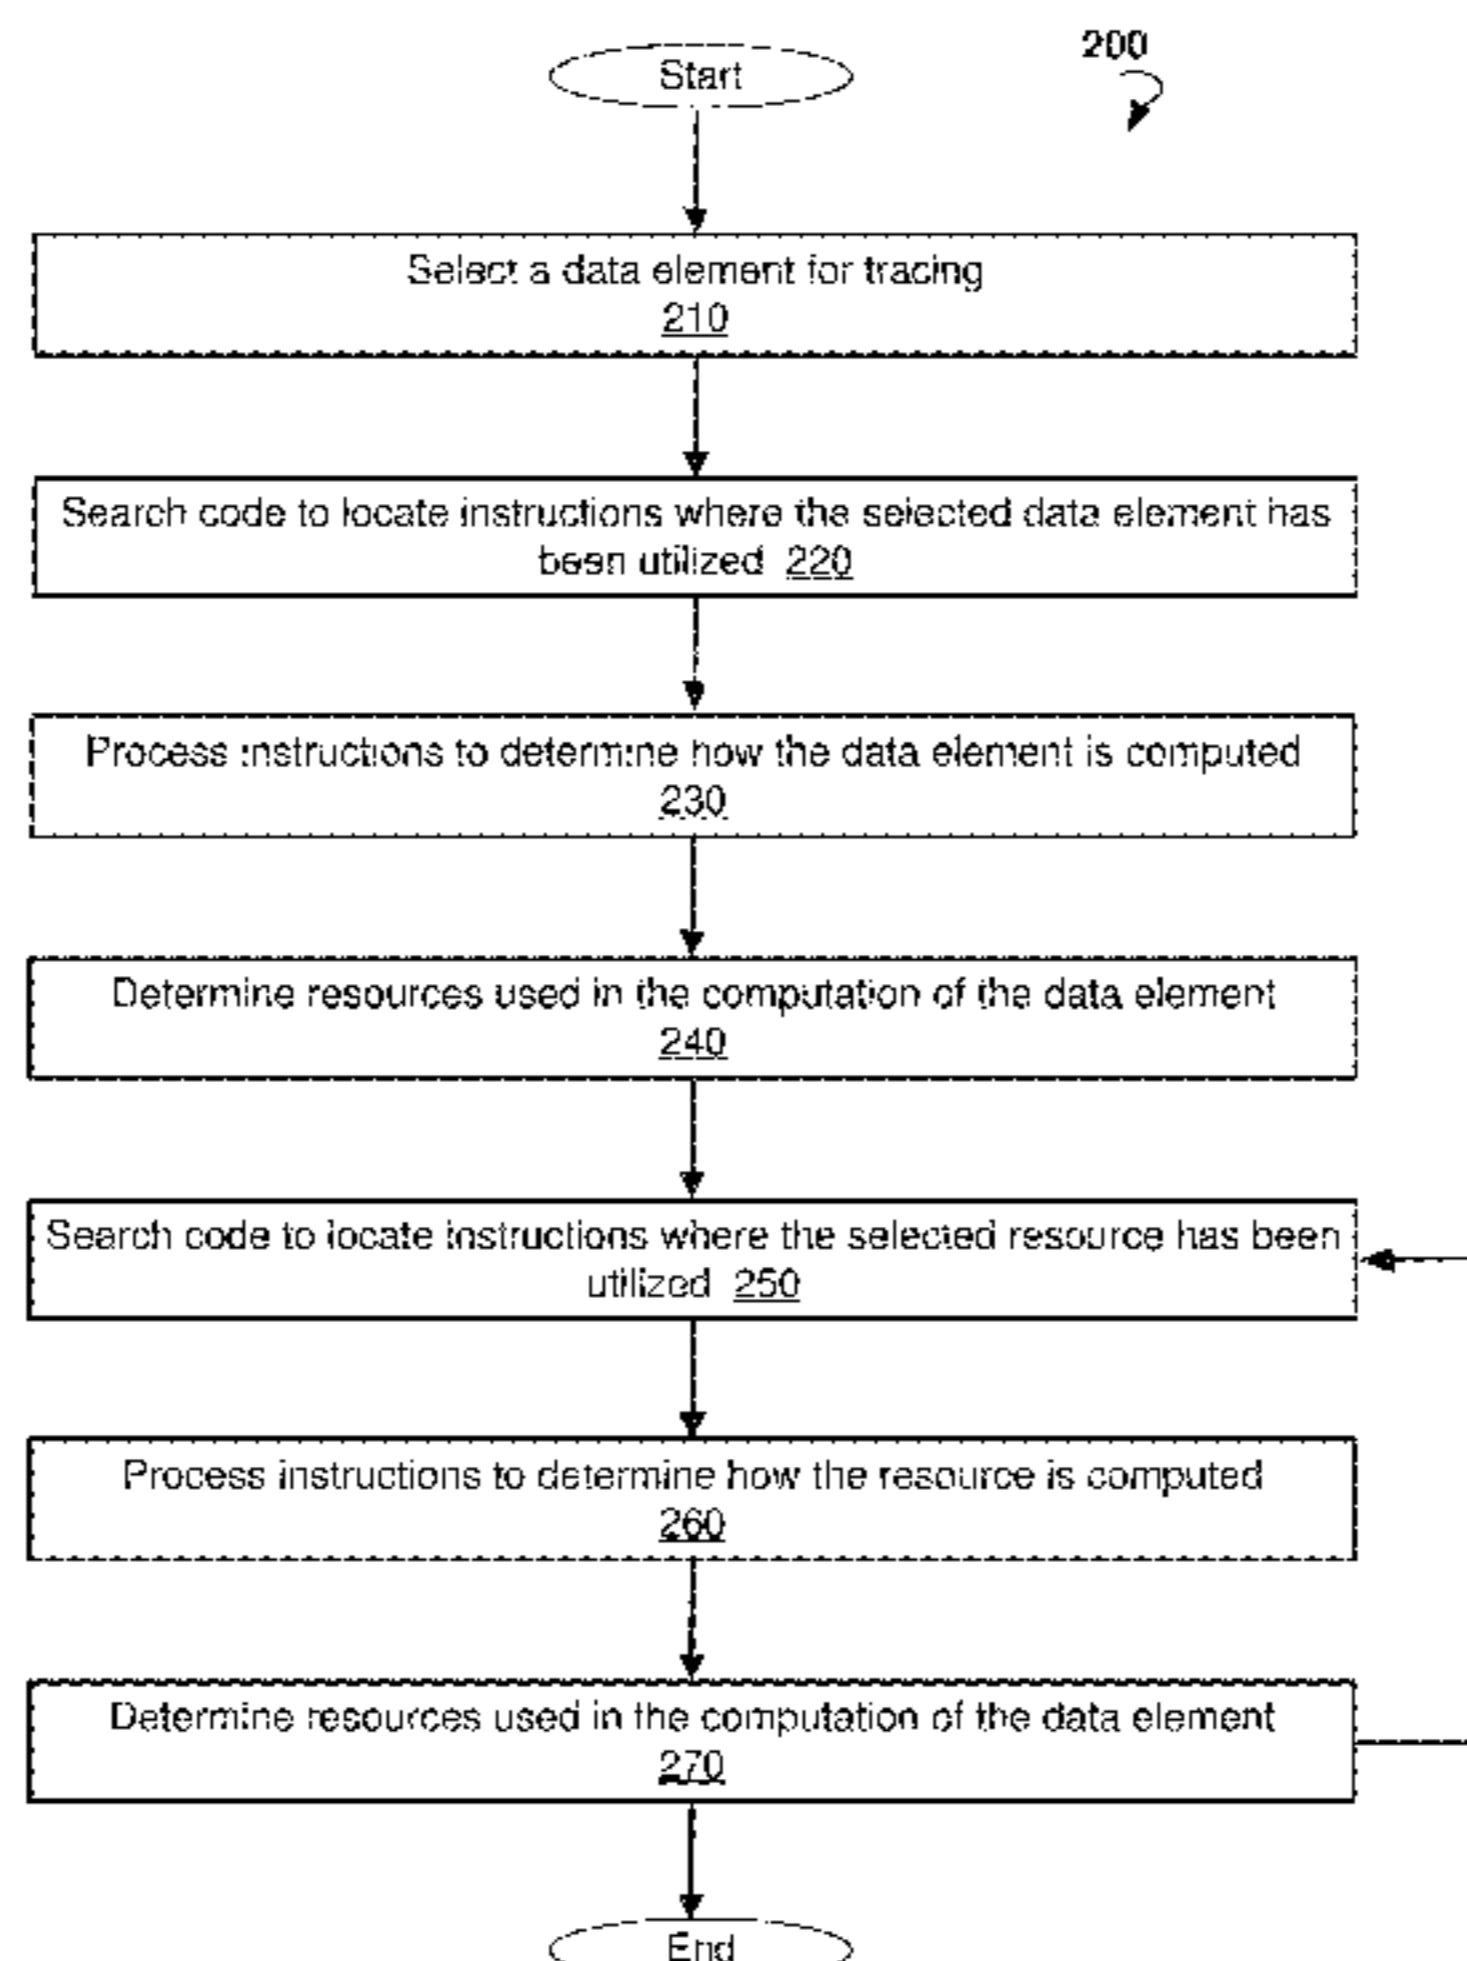 200
Start
Select a data element for tracing
210
Search code to locate instructions where the selected data element has
been utilized 220
Process instructions to determine how the data element is computed
230
Determine resources used in the computation of the data element
240
Search code to locate instructions where the selected resource has been
utilized 250
Process instructions to determine how the resource is computed
260
Determine resources used in the computation of the data element
270
End